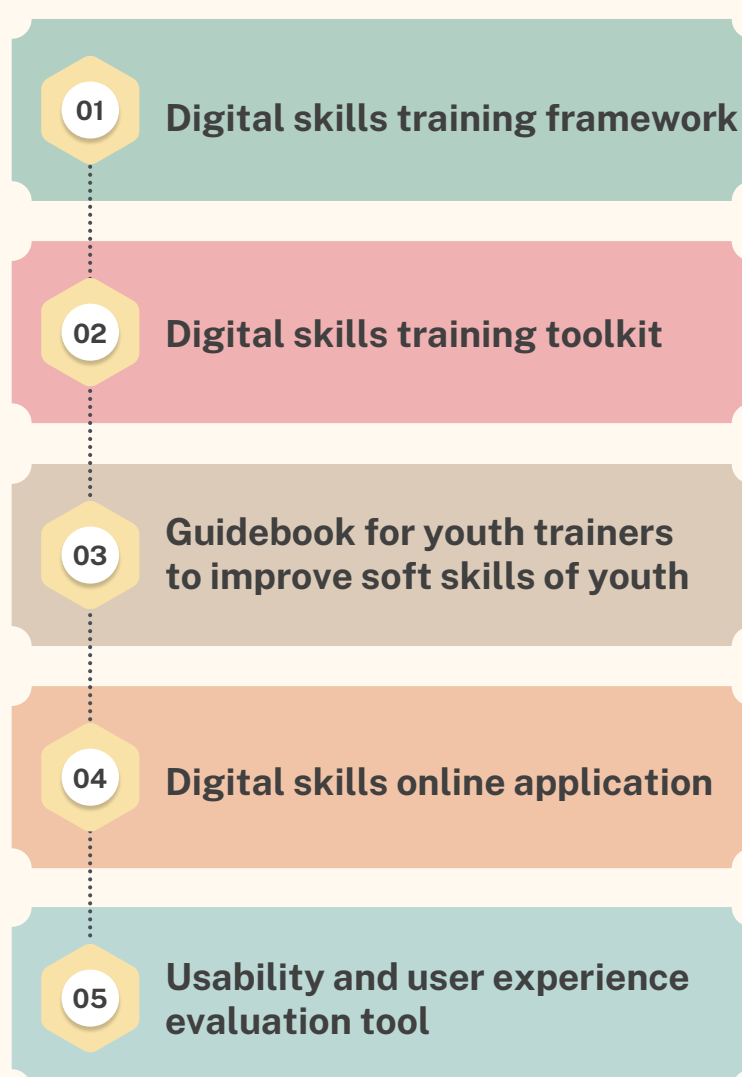 01
Digital skills training framework
02
Digital skills training toolkit
03
Guidebook for youth trainers
to improve soft skills of youth
04
Digital skills online application
05
Usability and user experience
evaluation tool